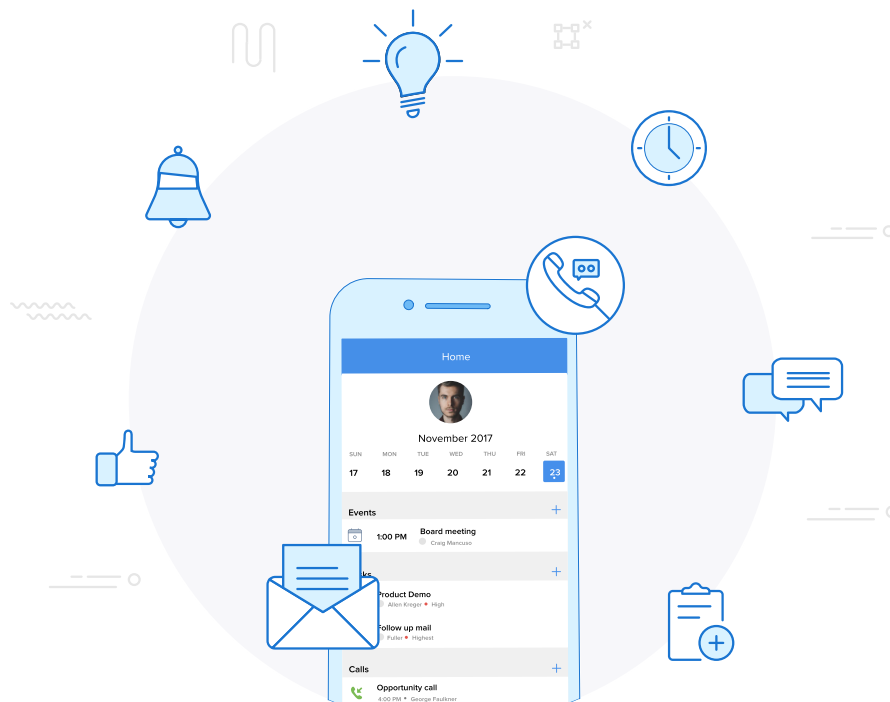 Home
November 2017
SUN MON TUE WED THU FRI SAT
17 18 19 20 21 22 23
Events +
1:00 PM Board meeting
Craig Mancuso
ks +
Product Demo
Allen Kreger • High
Follow up mail
Fuller • Highest
Calls +
Opportunity call
4:00 PM • George Faulkner